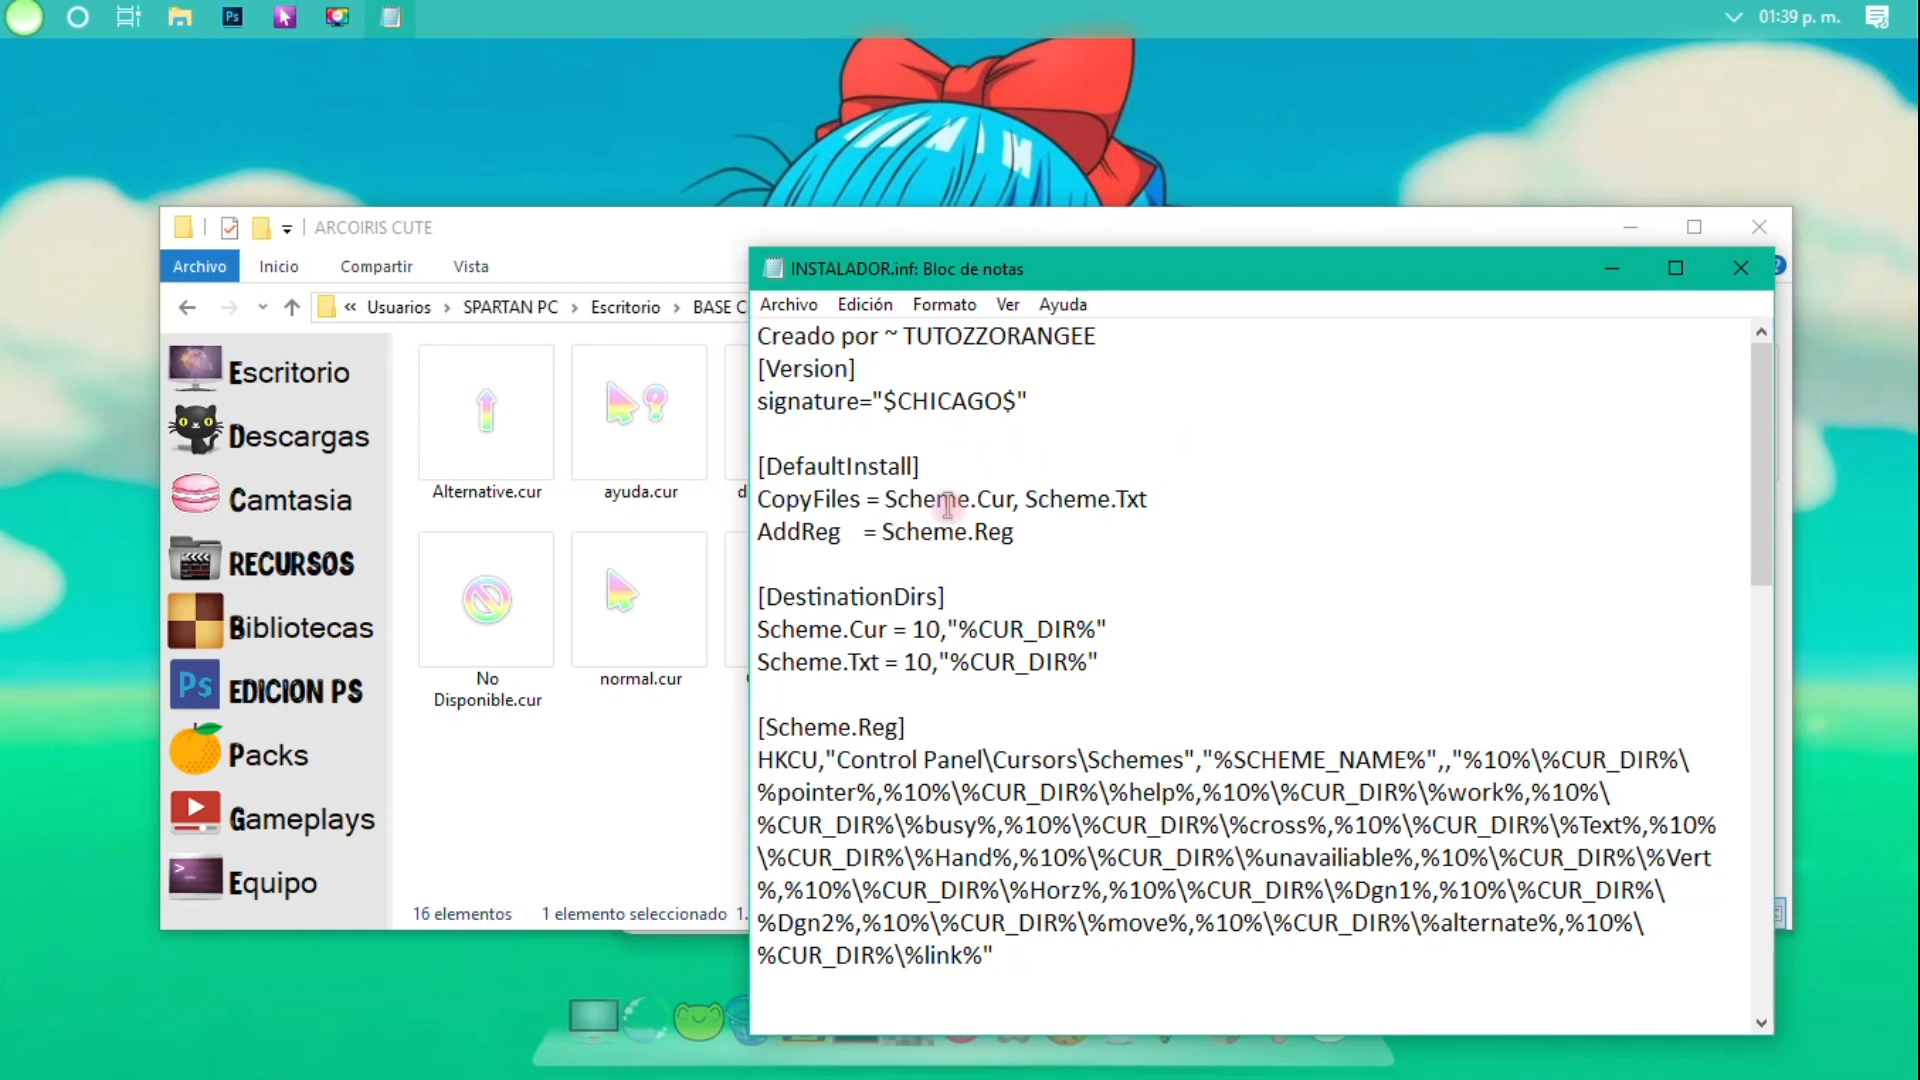 Ps
01:39 p. m.
ARCOIRIS CUTE
Archivo Inicio Compartir Vista
« Usuarios › SPARTAN PC › Escritorio › BASE C
Escritorio
Descargas
Camtasia
RECURSOS
Bibliotecas
Ps EDICION PS
Packs
Gameplays
Equipo
Alternative.cur
ayuda.cur
d
No
Disponible.cur
normal.cur
16 elementos 1 elemento seleccionado 1.
INSTALADOR.inf: Bloc de notas
Archivo Edición Formato Ver Ayuda
Creado por ~ TUTOZZORANGEE
[Version]
signature="$CHICAGO$"
[DefaultInstall]
CopyFiles = Scheme.Cur, Scheme.Txt
AddReg = Scheme.Reg
[DestinationDirs]
Scheme.Cur = 10,"%CUR_DIR%"
Scheme.Txt = 10,"%CUR_DIR%"
[Scheme.Reg]
HKCU,"Control Panel\Cursors\Schemes","%SCHEME_NAME%",,"%10%\%CUR_DIR%\
%pointer%,%10%\%CUR_DIR%\%help%,%10%\%CUR_DIR%\%work%,%10%\
%CUR_DIR%\%busy%,%10%\%CUR_DIR%\%cross%,%10%\%CUR_DIR%\%Text%,%10%
\%CUR_DIR%\%Hand%,%10%\%CUR_DIR%\%unavailiable%,%10%\%CUR_DIR%\%Vert
%,%10%\%CUR_DIR%\%Horz%,%10%\%CUR_DIR%\%Dgn1%,%10%\%CUR_DIR%\
%Dgn2%,%10%\%CUR_DIR%\%move%,%10%\%CUR_DIR%\%alternate%,%10%\
%CUR_DIR%\%link%"